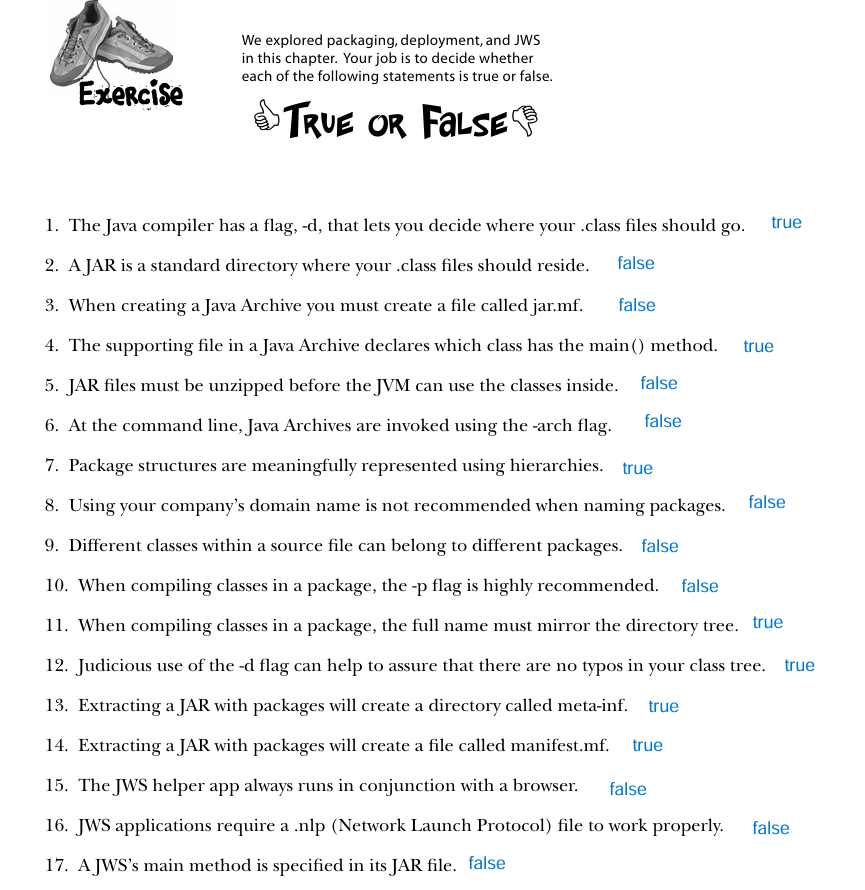 We explored packaging, deployment, and JWS
in this chapter. Your job is to decide whether
each of the following statements is true or false.
Exercise
True or False
1. The Java compiler has a flag, -d, that lets you decide where your .class files should go. true
2. A JAR is a standard directory where your .class files should reside. false
3. When creating a Java Archive you must create a file called jar.mf. false
4. The supporting file in a Java Archive declares which class has the main() method. true
5. JAR files must be unzipped before the JVM can use the classes inside. false
6. At the command line, Java Archives are invoked using the -arch flag. false
7. Package structures are meaningfully represented using hierarchies. true
8. Using your company’s domain name is not recommended when naming packages. false
9. Different classes within a source file can belong to different packages. false
10. When compiling classes in a package, the -p flag is highly recommended. false
11. When compiling classes in a package, the full name must mirror the directory tree. true
12. Judicious use of the -d flag can help to assure that there are no typos in your class tree. true
13. Extracting a JAR with packages will create a directory called meta-inf. true
14. Extracting a JAR with packages will create a file called manifest.mf. true
15. The JWS helper app always runs in conjunction with a browser. false
16. JWS applications require a .nlp (Network Launch Protocol) file to work properly. false
17. A JWS’s main method is specified in its JAR file. false